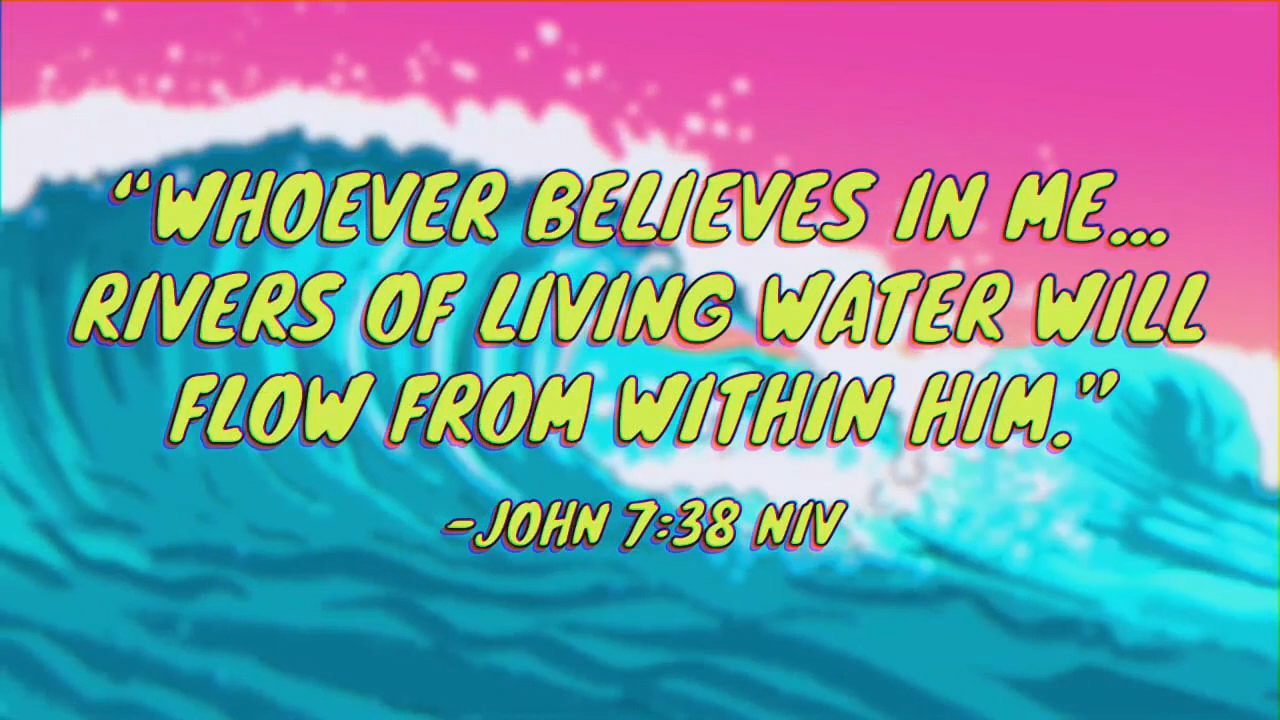 “WHOEVER BELIEVES IN ME...
RIVERS OF LIVING WATER WILL
FLOW FROM WITHIN HIM.”
-JOHN 7:38 NIV